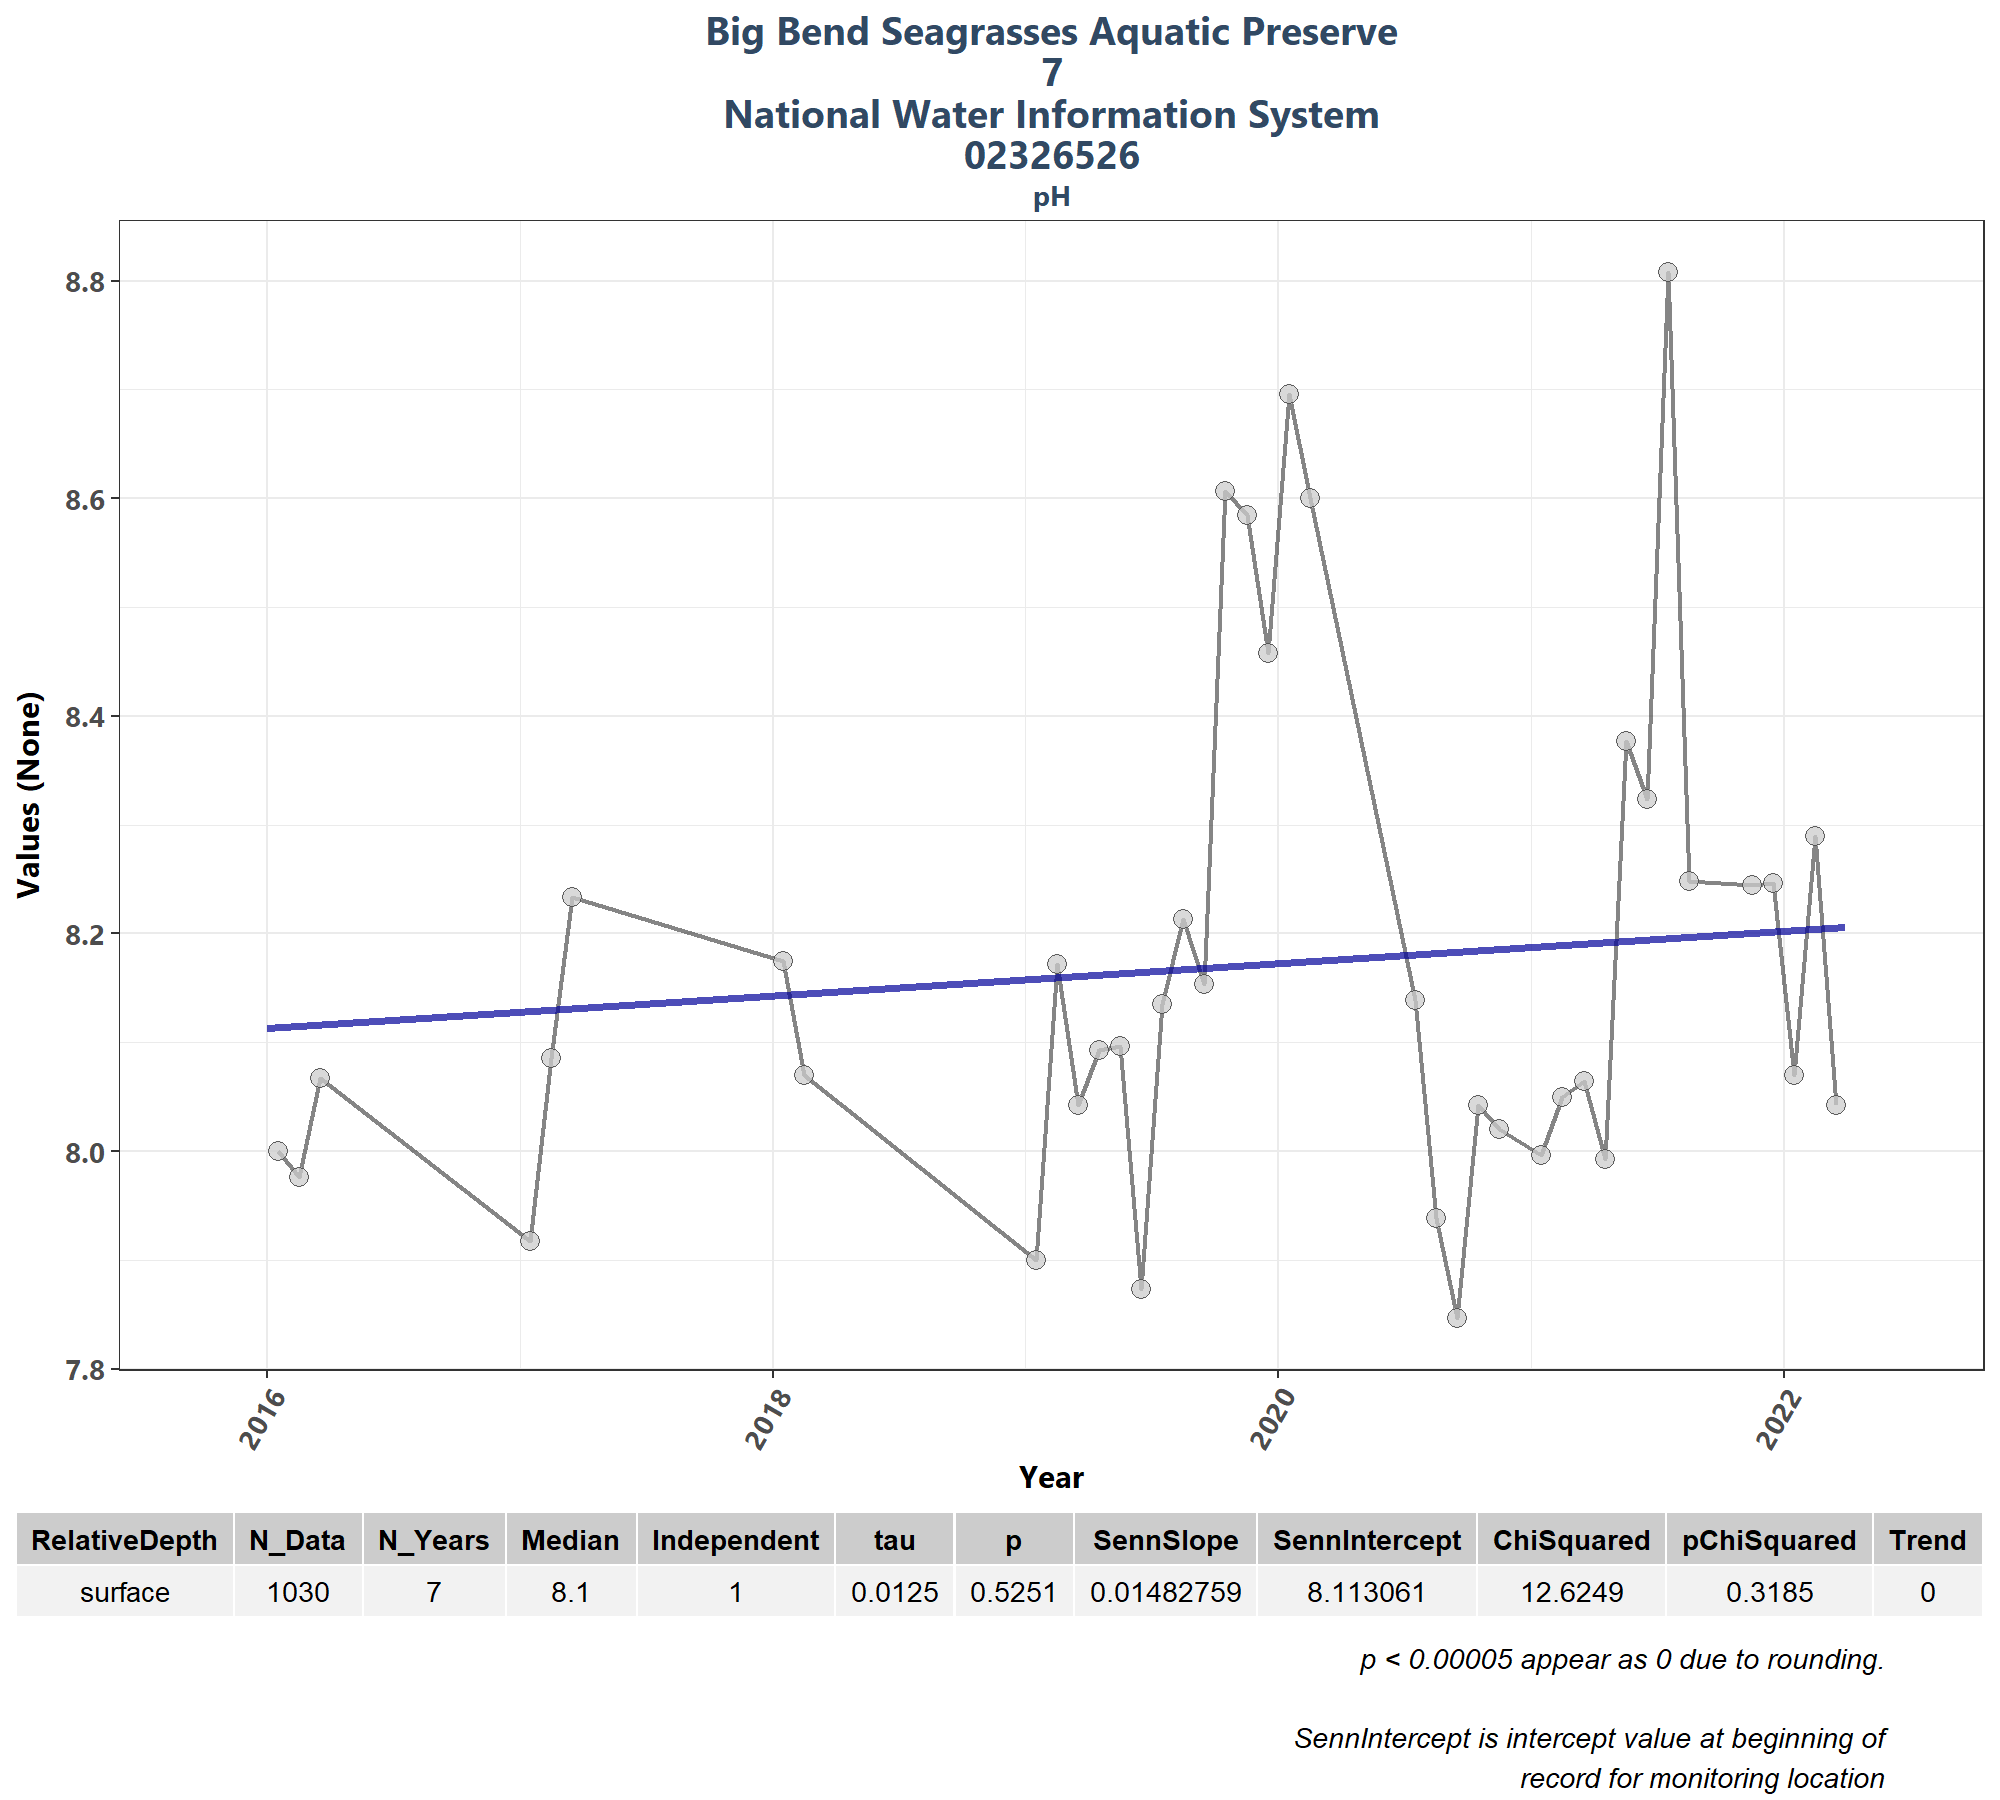 Big Bend Seagrasses Aquatic Preserve
7
National Water Information System
02326526
pH
8.8
8.6
8.4
8.2
8.0
7.8
Values (None)
2016 2018 2020 2022
Year
RelativeDepth N_Data N_Years Median Independent tau p SennSlope SennIntercept ChiSquared pChiSquared Trend
surface 1030 7 8.1 1 0.0125 0.5251 0.01482759 8.113061 12.6249 0.3185 0
p < 0.00005 appear as 0 due to rounding.
SennIntercept is intercept value at beginning of
record for monitoring location